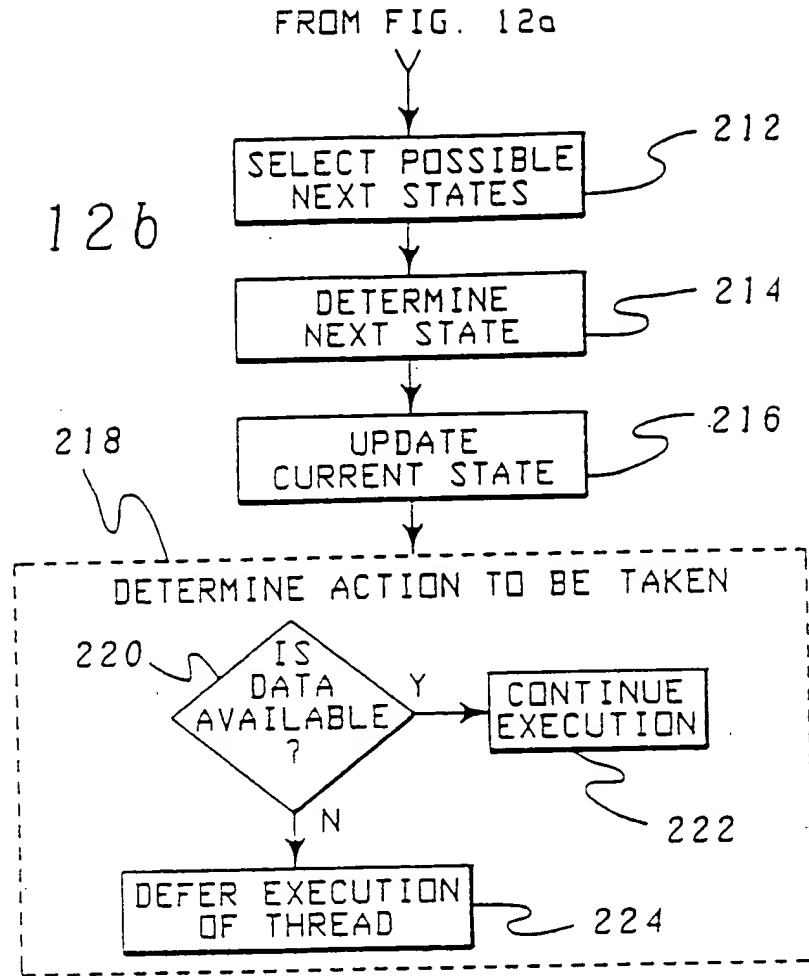 FROM FIG. 12a
212
SELECT POSSIBLE
NEXT STATES
12b
214
DETERMINE
NEXT STATE
216
UPDATE
CURRENT STATE
218
DETERMINE ACTION TO BE TAKEN
220
IS
DATA
AVAILABLE
?
Y
CONTINUE
EXECUTION
222
N
DEFER EXECUTION
OF THREAD
224